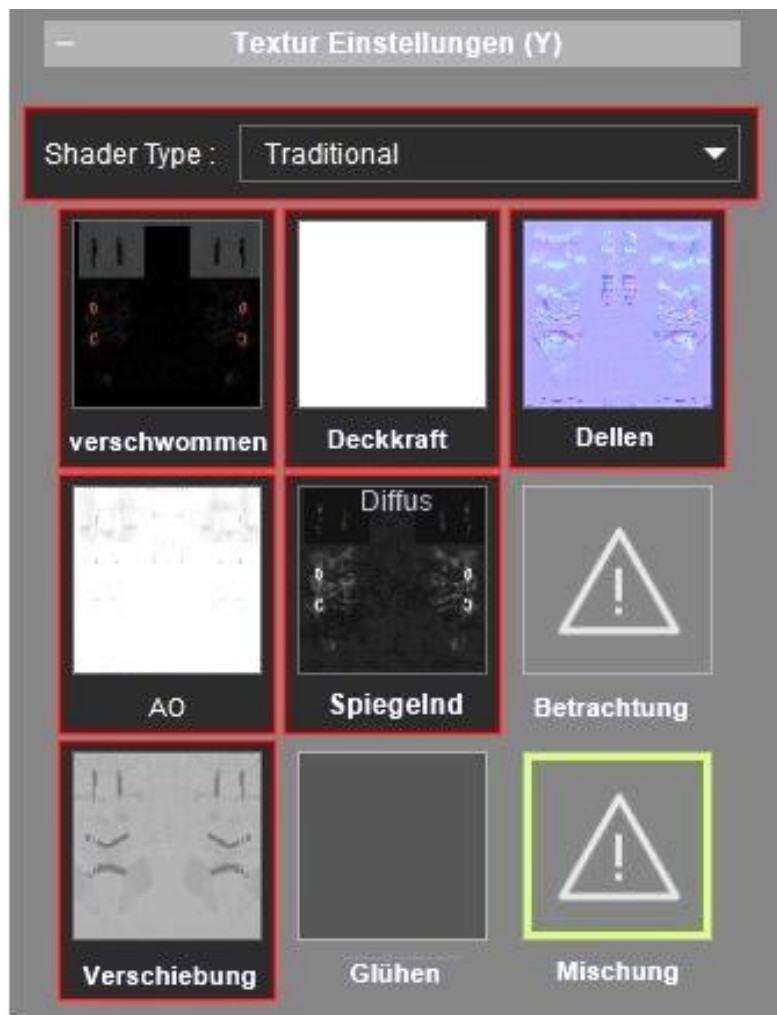 Textur Einstellungen (Y)
Shader Type : Traditional
verschwommen Deckkraft Dellen
Diffus
AO Spiegelnd Betrachtung
Verschiebung Glühen Mischung